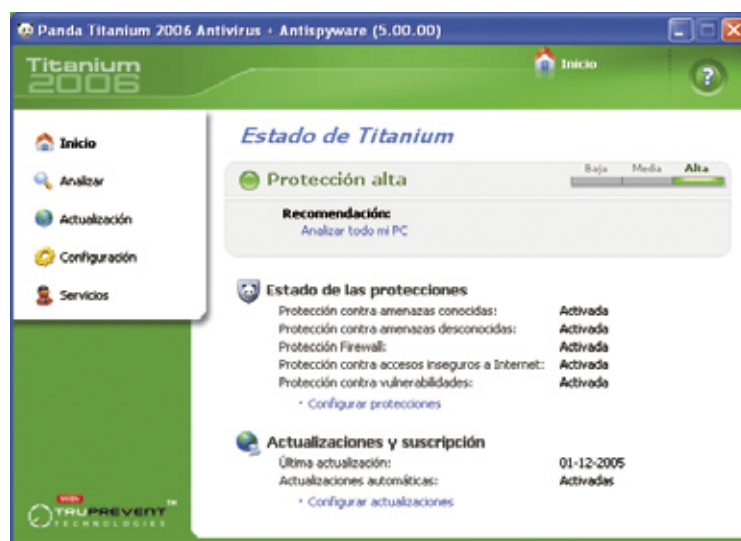 Panda Titanium 2006 Antivirus + Antispyware (5.00.00)
Titanium
2006
Inicio
?
Inicio
Analizar
Actualización
Configuración
Servicios
Estado de Titanium
Protección alta
Baja Media Alta
Recomendación:
Analizar todo mi PC
Estado de las protecciones
Protección contra amenazas conocidas: Activada
Protección contra amenazas desconocidas: Activada
Protección Firewall: Activada
Protección contra accesos inseguros a Internet: Activada
Protección contra vulnerabilidades: Activada
Configurar protecciones
Actualizaciones y suscripción
Última actualización: 01-12-2005
Actualizaciones automáticas: Activadas
Configurar actualizaciones
TRUPREVENT™
TECHNOLOGIES